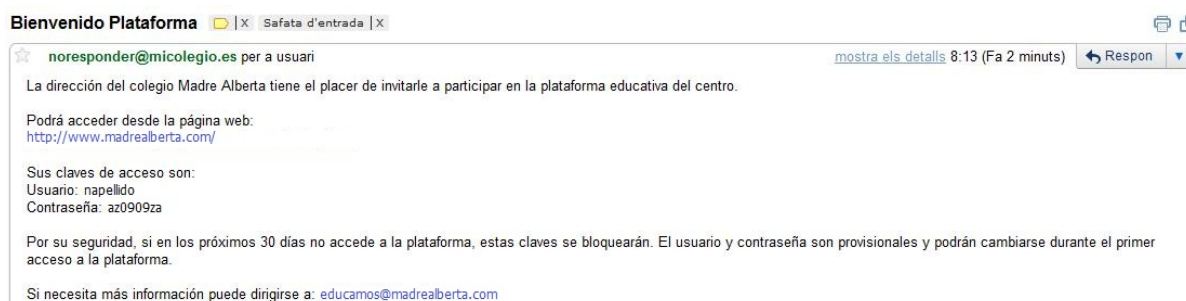 Bienvenido Plataforma X Safata d'entrada X
noresponder@micolegio.es per a usuari mostra els detalls 8:13 (Fa 2 minuts) Respon
La dirección del colegio Madre Alberta tiene el placer de invitarle a participar en la plataforma educativa del centro.
Podrá acceder desde la página web:
http://www.madrealberta.com/
Sus claves de acceso son:
Usuario: napellido
Contraseña: az0909za
Por su seguridad, si en los próximos 30 días no accede a la plataforma, estas claves se bloquearán. El usuario y contraseña son provisionales y podrán cambiarse durante el primer
acceso a la plataforma.
Si necesita más información puede dirigirse a: educamos@madrealberta.com